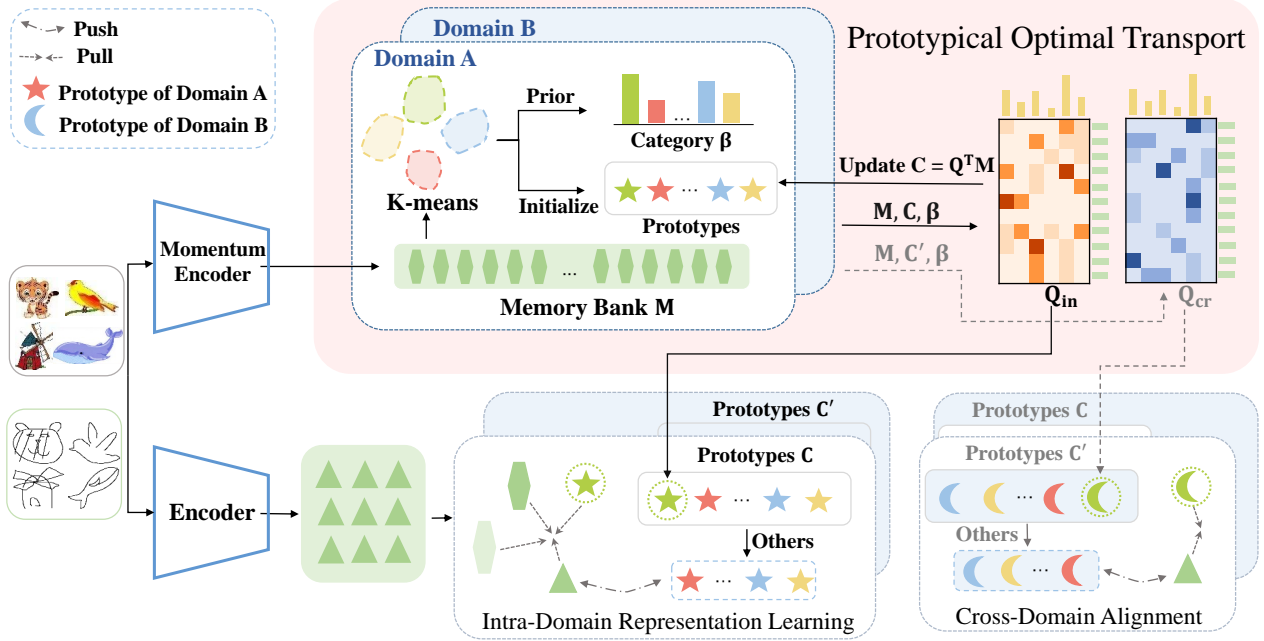 Push
Pull
Prototype of Domain A
Prototype of Domain B
Domain B
Domain A
Prototypical Optimal Transport
Prior
...
Category β
Update C = QᵀM
K-means
Initialize
...
Prototypes
M, C, β
M, C′, β
Momentum
Encoder
...
Memory Bank M
Q_in
Q_cr
Prototypes C′
Prototypes C
...
Others
...
Intra-Domain Representation Learning
Prototypes C
Prototypes C′
...
Others
...
Cross-Domain Alignment
Encoder